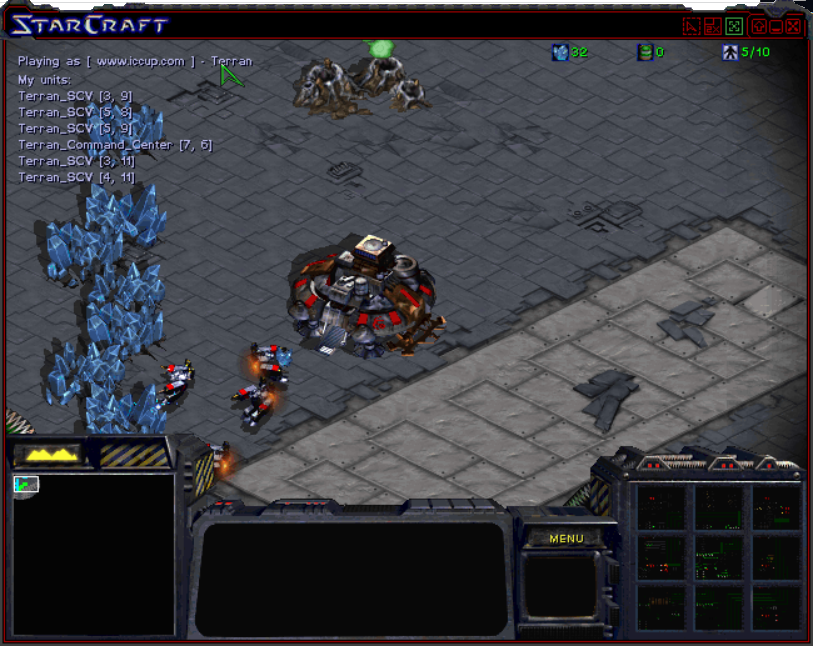 STARCRAFT
32 0 5/10
Playing as [ www.iccup.com ] - Terran
My units:
Terran_SCV [3, 9]
Terran_SCV [5, 8]
Terran_SCV [5, 9]
Terran_Command_Center [7, 6]
Terran_SCV [3, 11]
Terran_SCV [4, 11]
MENU